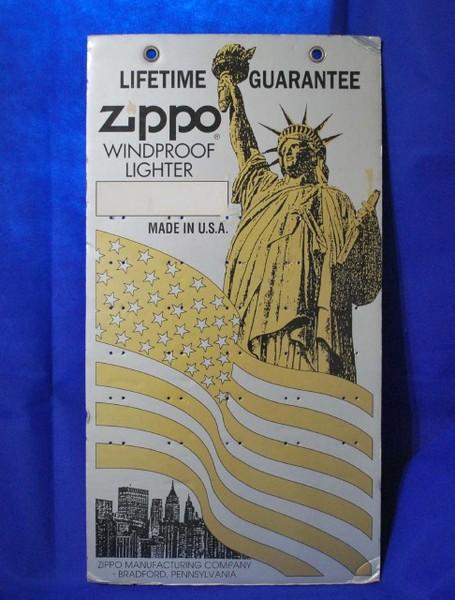 LIFETIME GUARANTEE
Zippo®
WINDPROOF
LIGHTER
MADE IN U.S.A.
ZIPPO MANUFACTURING COMPANY
- BRADFORD, PENNSYLVANIA